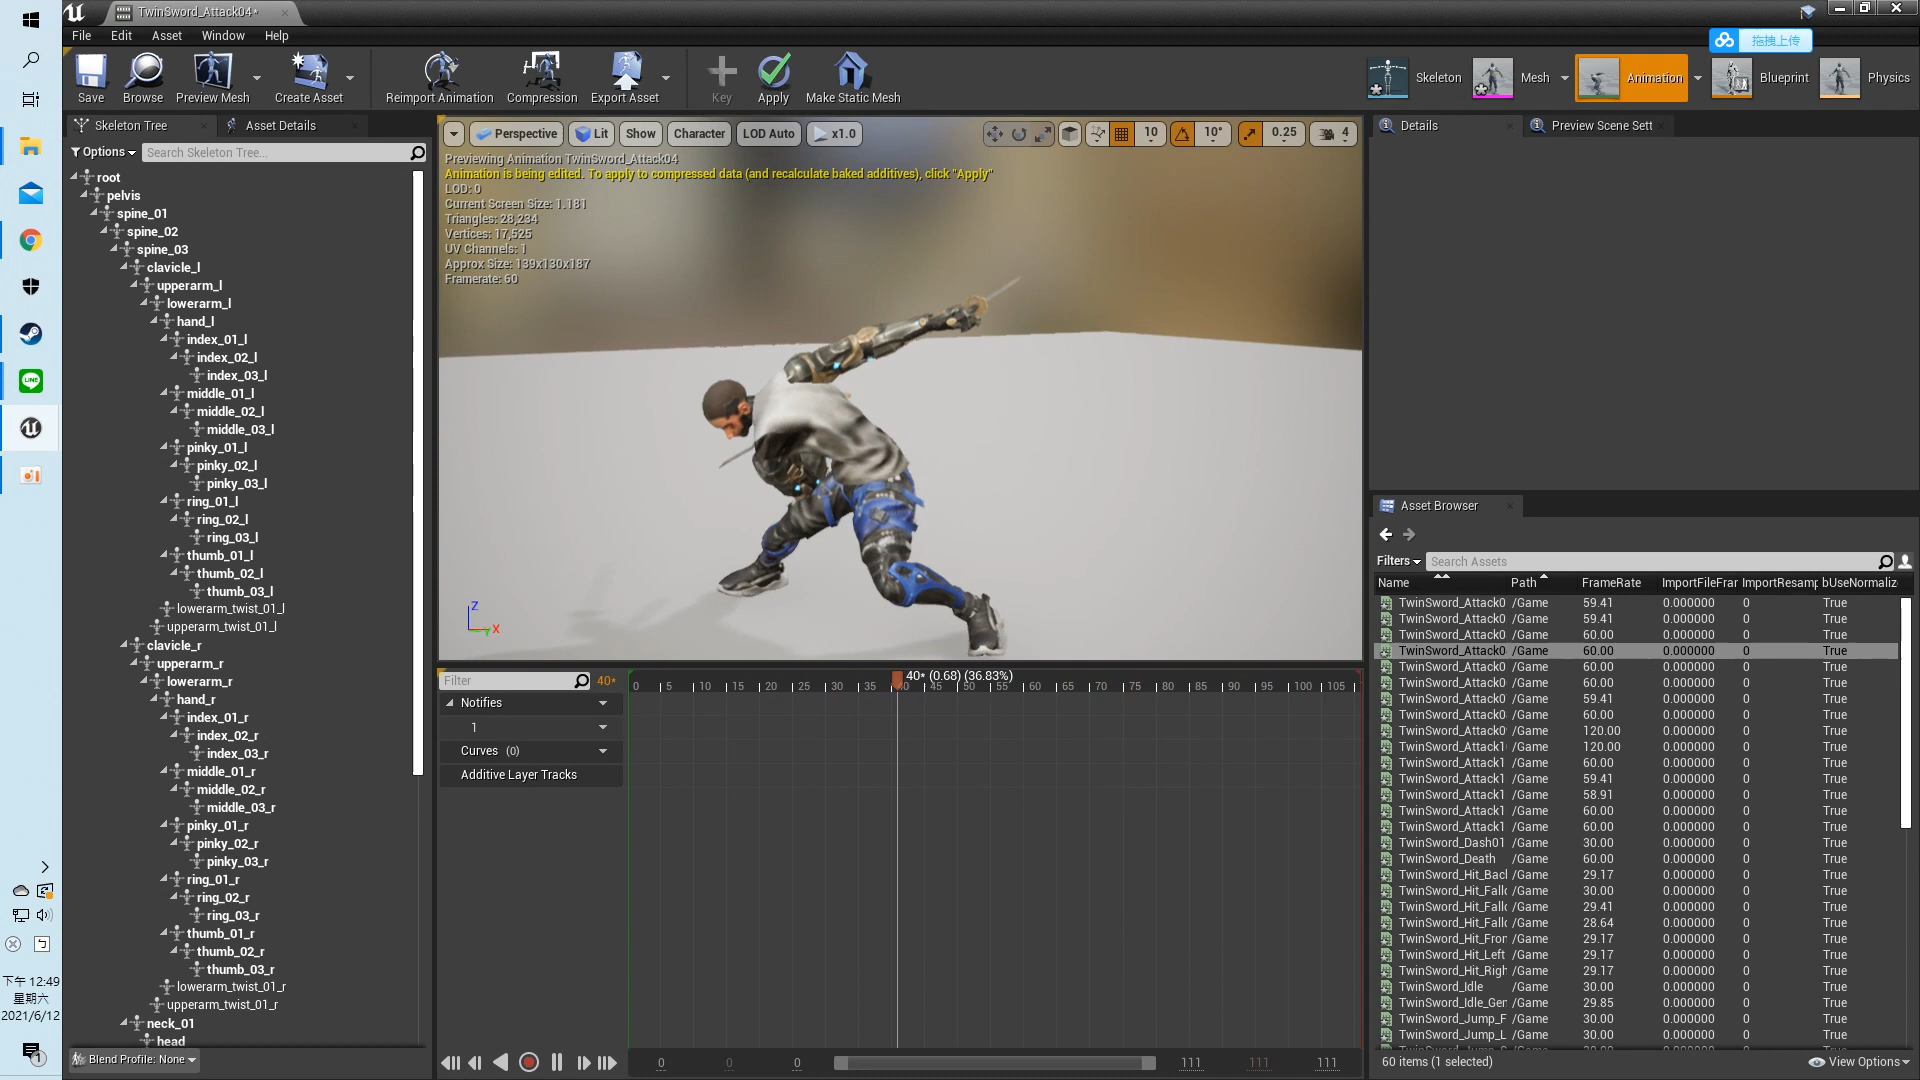 TwinSword_Attack04*
File Edit Asset Window Help
拖拽上传
Save Browse Preview Mesh Create Asset Reimport Animation Compression Export Asset Key Apply Make Static Mesh
Skeleton Mesh Animation Blueprint Physics
Skeleton Tree Asset Details
Options Search Skeleton Tree...
root
pelvis
spine_01
spine_02
spine_03
clavicle_l
upperarm_l
lowerarm_l
hand_l
index_01_l
index_02_l
index_03_l
middle_01_l
middle_02_l
middle_03_l
pinky_01_l
pinky_02_l
pinky_03_l
ring_01_l
ring_02_l
ring_03_l
thumb_01_l
thumb_02_l
thumb_03_l
lowerarm_twist_01_l
upperarm_twist_01_l
clavicle_r
upperarm_r
lowerarm_r
hand_r
index_01_r
index_02_r
index_03_r
middle_01_r
middle_02_r
middle_03_r
pinky_01_r
pinky_02_r
pinky_03_r
ring_01_r
ring_02_r
ring_03_r
thumb_01_r
thumb_02_r
thumb_03_r
lowerarm_twist_01_r
upperarm_twist_01_r
neck_01
head
Blend Profile: None
Perspective Lit Show Character LOD Auto x1.0 10 10° 0.25 4
Previewing Animation TwinSword_Attack04
Animation is being edited. To apply to compressed data (and recalculate baked additives), click "Apply"
LOD: 0
Current Screen Size: 1.181
Triangles: 28,234
Vertices: 17,525
UV Channels: 1
Approx Size: 139x130x187
Framerate: 60
Z
Y X
Filter 40*
40* (0.68) (36.83%)
0 5 10 15 20 25 30 35 40 45 50 55 60 65 70 75 80 85 90 95 100 105
Notifies
1
Curves (0)
Additive Layer Tracks
0 0 0 111 111 111
Details Preview Scene Sett
Asset Browser
Filters Search Assets
Name Path FrameRate ImportFileFrar ImportResamp bUseNormaliz
TwinSword_Attack0 /Game 59.41 0.000000 0 True
TwinSword_Attack0 /Game 59.41 0.000000 0 True
TwinSword_Attack0 /Game 60.00 0.000000 0 True
TwinSword_Attack0 /Game 60.00 0.000000 0 True
TwinSword_Attack0 /Game 60.00 0.000000 0 True
TwinSword_Attack0 /Game 60.00 0.000000 0 True
TwinSword_Attack0 /Game 59.41 0.000000 0 True
TwinSword_Attack0 /Game 60.00 0.000000 0 True
TwinSword_Attack0 /Game 120.00 0.000000 0 True
TwinSword_Attack1 /Game 120.00 0.000000 0 True
TwinSword_Attack1 /Game 60.00 0.000000 0 True
TwinSword_Attack1 /Game 59.41 0.000000 0 True
TwinSword_Attack1 /Game 58.91 0.000000 0 True
TwinSword_Attack1 /Game 60.00 0.000000 0 True
TwinSword_Attack1 /Game 60.00 0.000000 0 True
TwinSword_Dash01 /Game 30.00 0.000000 0 True
TwinSword_Death /Game 60.00 0.000000 0 True
TwinSword_Hit_Bacl /Game 29.17 0.000000 0 True
TwinSword_Hit_Fallc /Game 30.00 0.000000 0 True
TwinSword_Hit_Fallc /Game 29.41 0.000000 0 True
TwinSword_Hit_Fallc /Game 28.64 0.000000 0 True
TwinSword_Hit_Fron /Game 29.17 0.000000 0 True
TwinSword_Hit_Left /Game 29.17 0.000000 0 True
TwinSword_Hit_Righ /Game 29.17 0.000000 0 True
TwinSword_Idle /Game 30.00 0.000000 0 True
TwinSword_Idle_Ger /Game 29.85 0.000000 0 True
TwinSword_Jump_F /Game 30.00 0.000000 0 True
TwinSword_Jump_L /Game 30.00 0.000000 0 True
60 items (1 selected) View Options
LINE
下午 12:49
星期六
2021/6/12
1